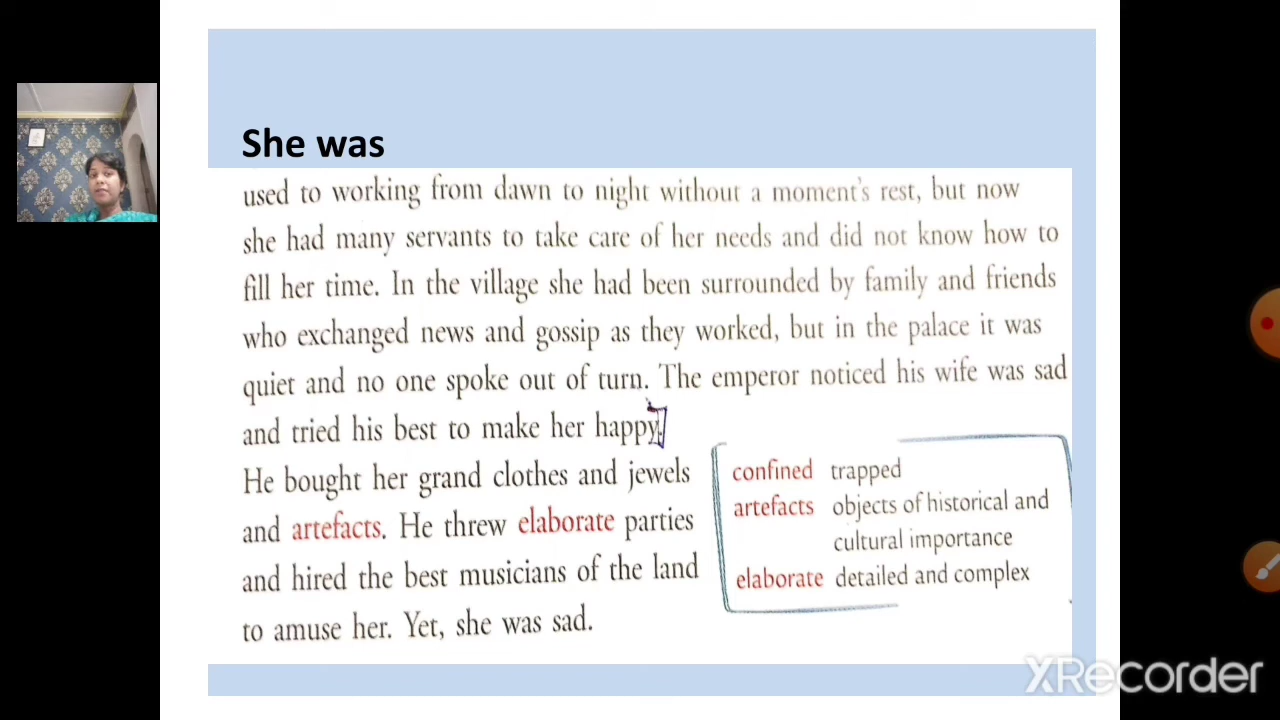 She was
used to working from dawn to night without a moment's rest, but now
she had many servants to take care of her needs and did not know how to
fill her time. In the village she had been surrounded by family and friends
who exchanged news and gossip as they worked, but in the palace it was
quiet and no one spoke out of turn. The emperor noticed his wife was sad
and tried his best to make her happy.
He bought her grand clothes and jewels
and artefacts. He threw elaborate parties
and hired the best musicians of the land
to amuse her. Yet, she was sad.
confined trapped
artefacts objects of historical and
cultural importance
elaborate detailed and complex
XRecorder